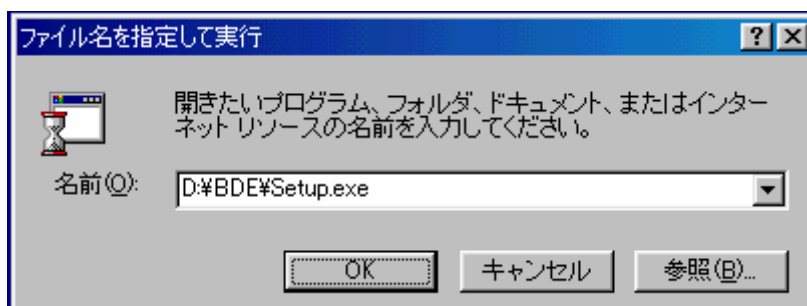 ファイル名を指定して実行
開きたいプログラム、フォルダ、ドキュメント、またはインター
ネット リソースの名前を入力してください。
名前(O): D:¥BDE¥Setup.exe
OK キャンセル 参照(B)...